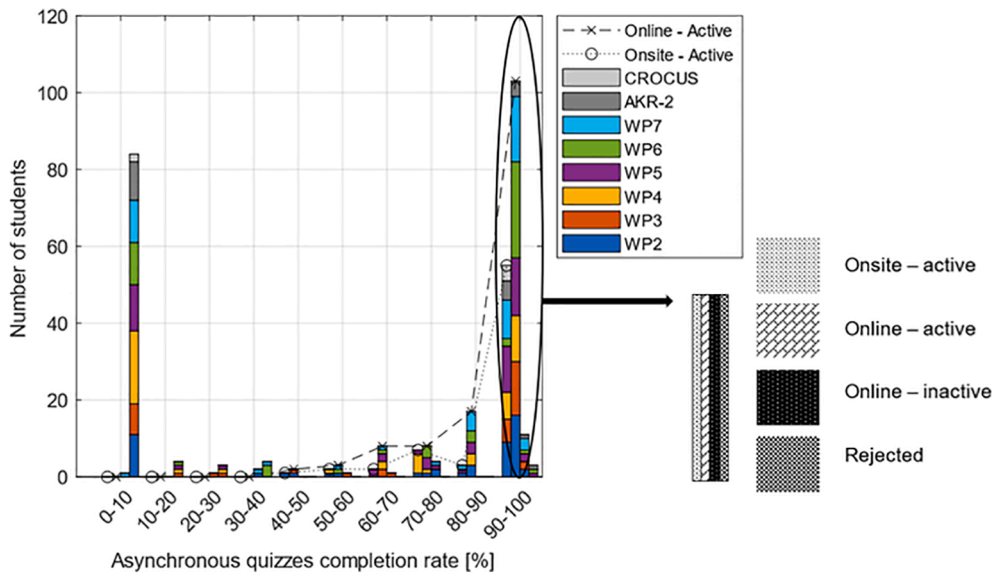 120
100
80
60
40
20
0
Number of students
0-10
10-20
20-30
30-40
40-50
50-60
60-70
70-80
80-90
90-100
Asynchronous quizzes completion rate [%]
Online - Active
Onsite - Active
CROCUS
AKR-2
WP7
WP6
WP5
WP4
WP3
WP2
Onsite – active
Online – active
Online – inactive
Rejected